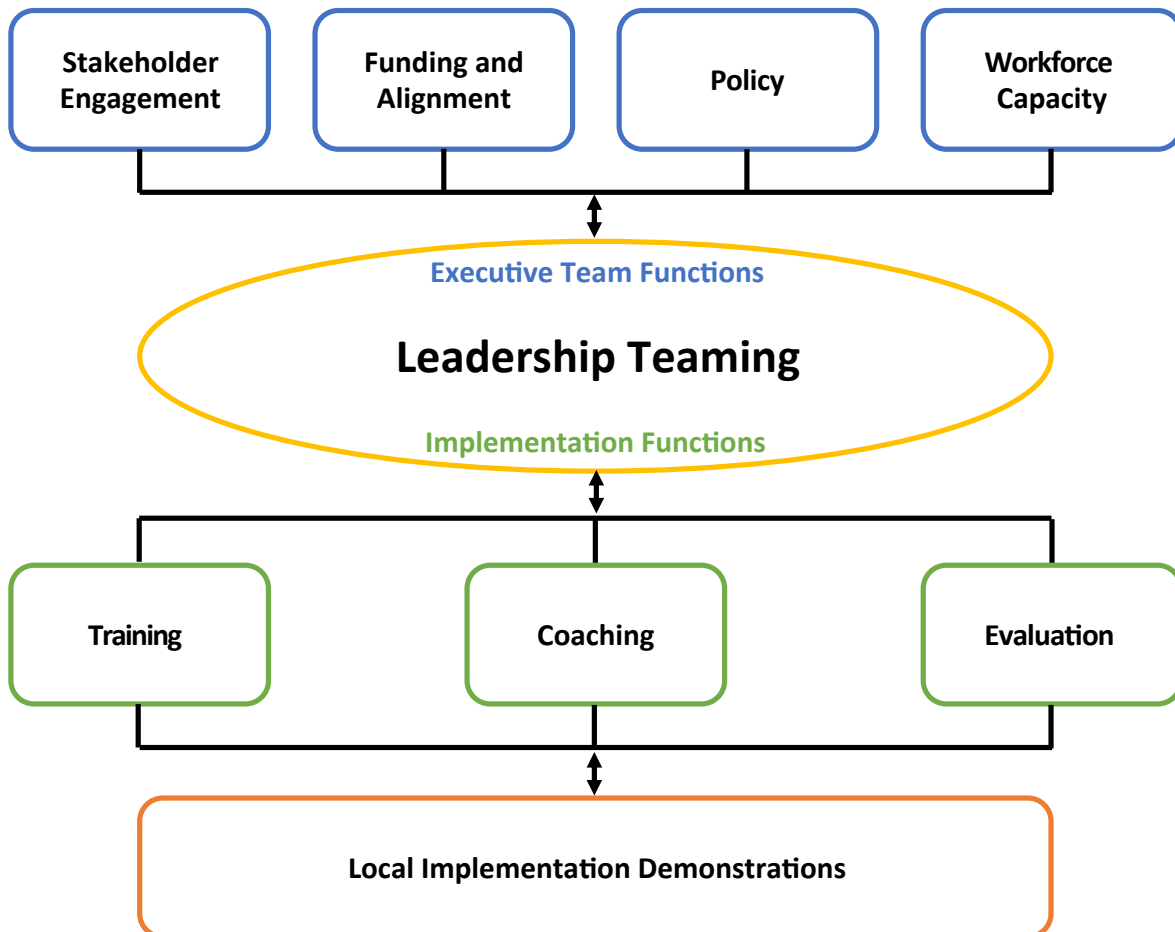 Stakeholder
Engagement
Funding and
Alignment
Policy
Workforce
Capacity
Executive Team Functions
Leadership Teaming
Implementation Functions
Training
Coaching
Evaluation
Local Implementation Demonstrations